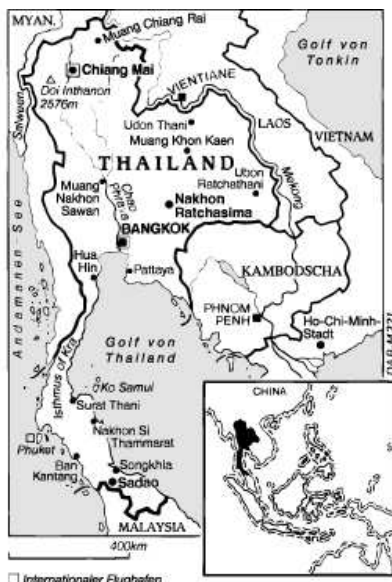 MYAN.
Muang Chiang Rai
Golf von
Tonkin
Chiang Mai
Doi Inthanon
2576m
VIENTIANE
Salween
LAOS
Udon Thani
Muang Khon Kaen
VIETNAM
THAILAND
Mekong
Muang
Nakhon
Sawan
Chao
Phraya
Ubon
Ratchathani
Nakhon
Ratchasima
BANGKOK
Hua
Hin
Pattaya
KAMBODSCHA
Andamanen-See
PHNOM
PENH
Ho-Chi-Minh-
Stadt
Golf von
Thailand
Isthmus of Kra
Ko Samui
Surat Thani
CHINA
Nakhon Si
Thammarat
Phuket
Ban
Kantang
Songkhla
Sadao
MALAYSIA
400km
Internationaler Flughafen